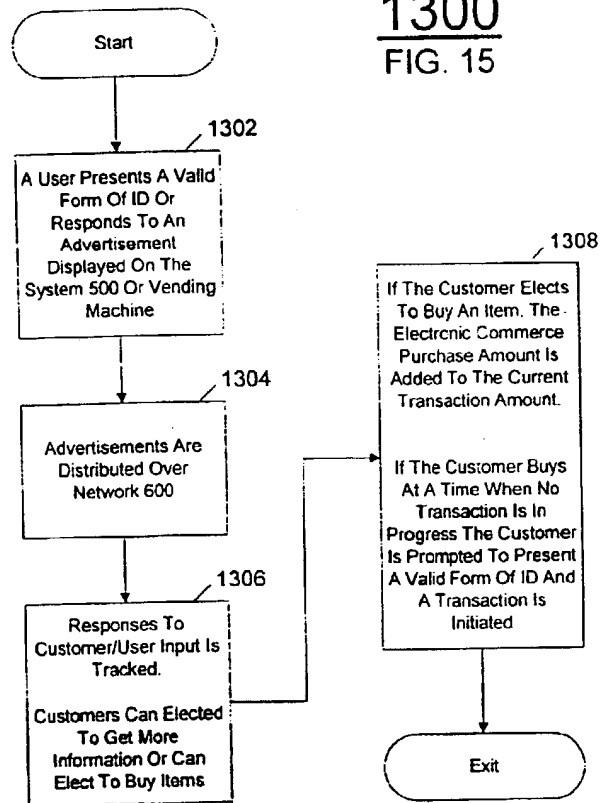 1300
FIG. 15
Start
1302
A User Presents A Valid
Form Of ID Or
Responds To An
Advertisement
Displayed On The
System 500 Or Vending
Machine
1304
Advertisements Are
Distributed Over
Network 600
1306
Responses To
Customer/User Input Is
Tracked.
Customers Can Elected
To Get More
Information Or Can
Elect To Buy Items
1308
If The Customer Elects
To Buy An Item, The
Electronic Commerce
Purchase Amount Is
Added To The Current
Transaction Amount.
If The Customer Buys
At A Time When No
Transaction Is In
Progress The Customer
Is Prompted To Present
A Valid Form Of ID And
A Transaction Is
Initiated
Exit